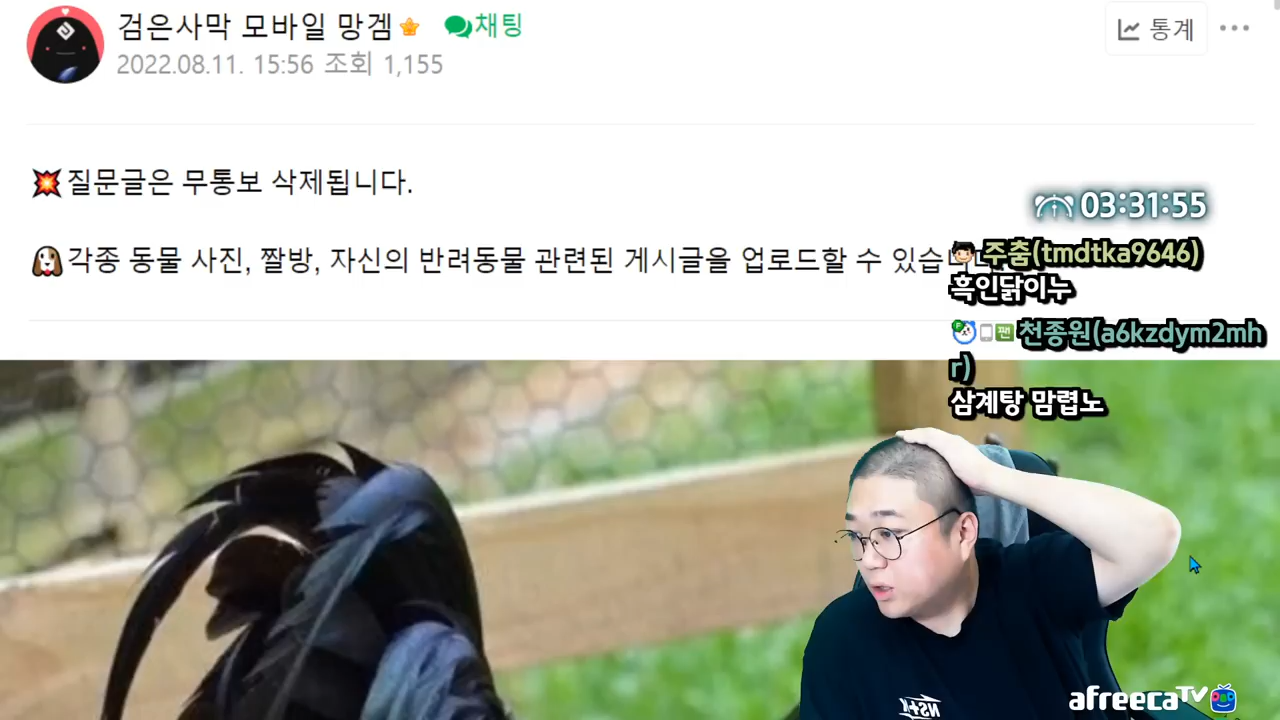 검은사막 모바일 망겜 채팅
2022.08.11. 15:56 조회 1,155
통계
질문글은 무통보 삭제됩니다.
각종 동물 사진, 짤방, 자신의 반려동물 관련된 게시글을 업로드할 수 있습
03:31:55
주춤(tmdtka9646)
흑인닭이누
팬 천종원(a6kzdym2mh
r)
삼계탕 맘렵노
afreecaTV